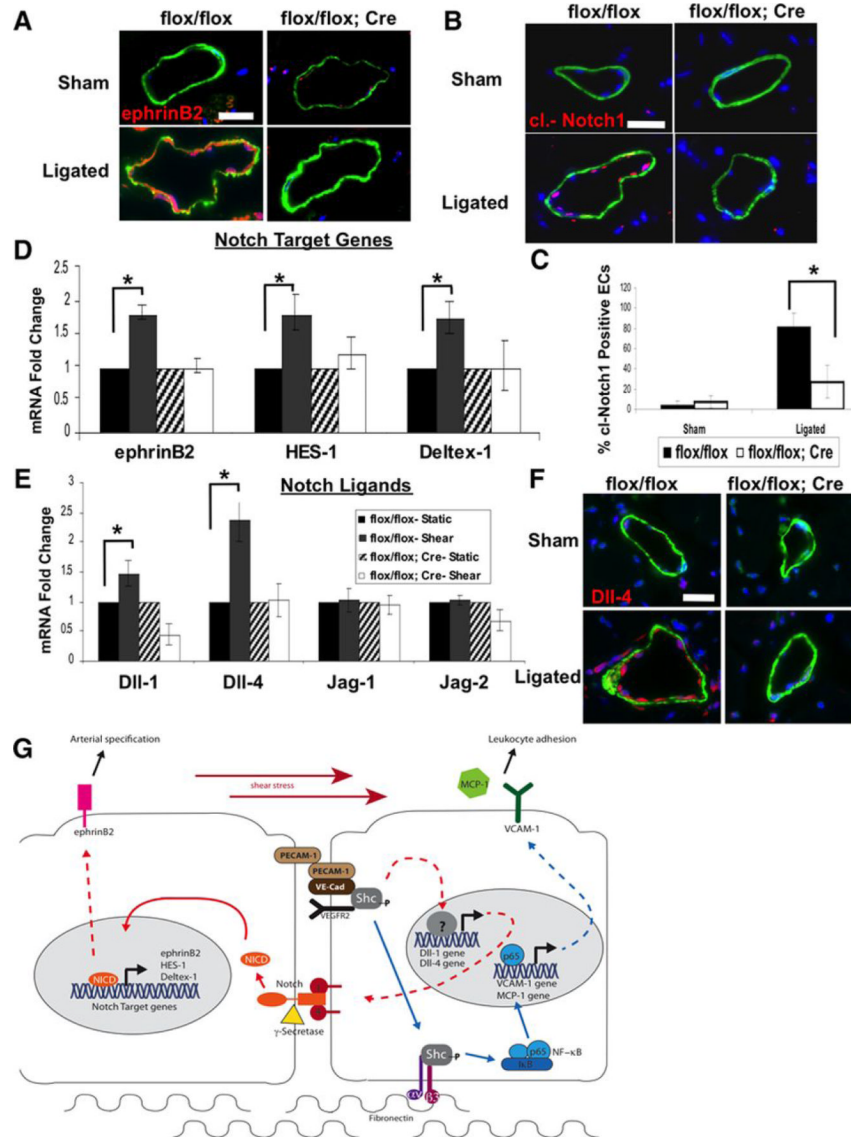 A
flox/flox
flox/flox; Cre
Sham
ephrinB2
Ligated
B
flox/flox
flox/flox; Cre
Sham
cl.- Notch1
Ligated
D
Notch Target Genes
mRNA Fold Change
2.5
2
1.5
1
0.5
0
*
*
*
ephrinB2
HES-1
Deltex-1
C
% cl-Notch1 Positive ECs
120
100
80
60
40
20
0
*
Sham
Ligated
flox/flox
flox/flox; Cre
E
Notch Ligands
mRNA Fold Change
3
2.5
2
1.5
1
0.5
0
*
*
flox/flox- Static
flox/flox- Shear
flox/flox; Cre- Static
flox/flox; Cre- Shear
Dll-1
Dll-4
Jag-1
Jag-2
F
flox/flox
flox/flox; Cre
Sham
Dll-4
Ligated
G
Arterial specification
shear stress
ephrinB2
Leukocyte adhesion
MCP-1
VCAM-1
PECAM-1
PECAM-1
VE-Cad
VEGFR2
Shc
P
?
Dll-1 gene
Dll-4 gene
p65
VCAM-1 gene
MCP-1 gene
NICD
ephrinB2
HES-1
Deltex-1
NICD
Notch Target genes
Notch
γ-Secretase
Shc
P
p65
NF-κB
IκB
αv
β3
Fibronectin